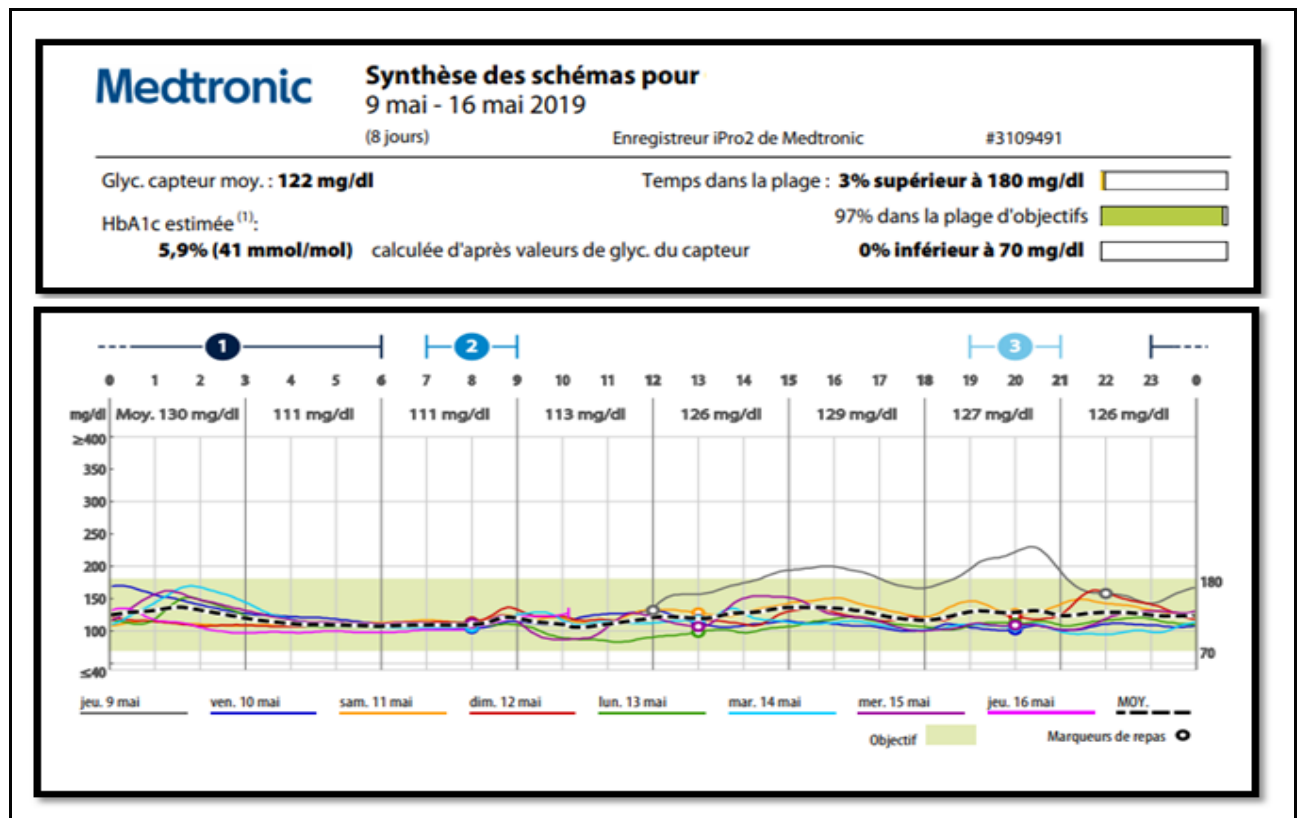 Medtronic
Synthèse des schémas pour
9 mai - 16 mai 2019
(8 jours) Enregistreur iPro2 de Medtronic #3109491
Glyc. capteur moy. : 122 mg/dl Temps dans la plage : 3% supérieur à 180 mg/dl
HbA1c estimée (1): 97% dans la plage d'objectifs
5,9% (41 mmol/mol) calculée d'après valeurs de glyc. du capteur 0% inférieur à 70 mg/dl
1 2 3
0 1 2 3 4 5 6 7 8 9 10 11 12 13 14 15 16 17 18 19 20 21 22 23 0
mg/dl Moy. 130 mg/dl 111 mg/dl 111 mg/dl 113 mg/dl 126 mg/dl 129 mg/dl 127 mg/dl 126 mg/dl
≥400
350
300
250
200
180
150
100
70
≤40
jeu. 9 mai ven. 10 mai sam. 11 mai dim. 12 mai lun. 13 mai mar. 14 mai mer. 15 mai jeu. 16 mai MOY.
Objectif Marqueurs de repas